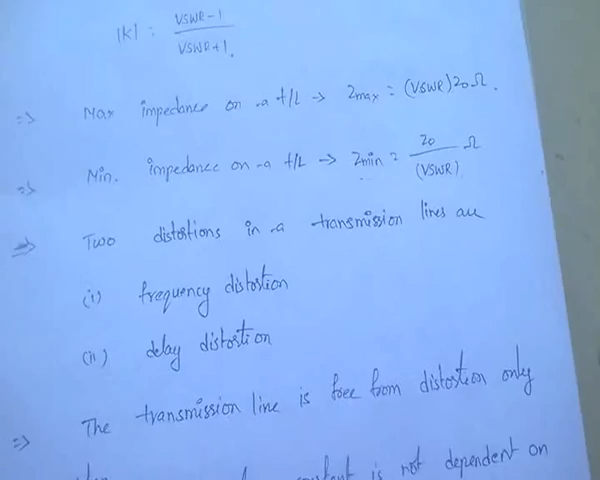 |K| = VSWR-1 / VSWR+1.
⇒ Max impedance on a t/L → Zmax = (VSWR)Z0 Ω.
⇒ Min. impedance on a t/L → Zmin = Z0 / (VSWR) Ω
⇒ Two distortions in a transmission lines are
(i) frequency distortion
(ii) delay distortion
⇒ The transmission line is free from distortion only
constant is not dependent on